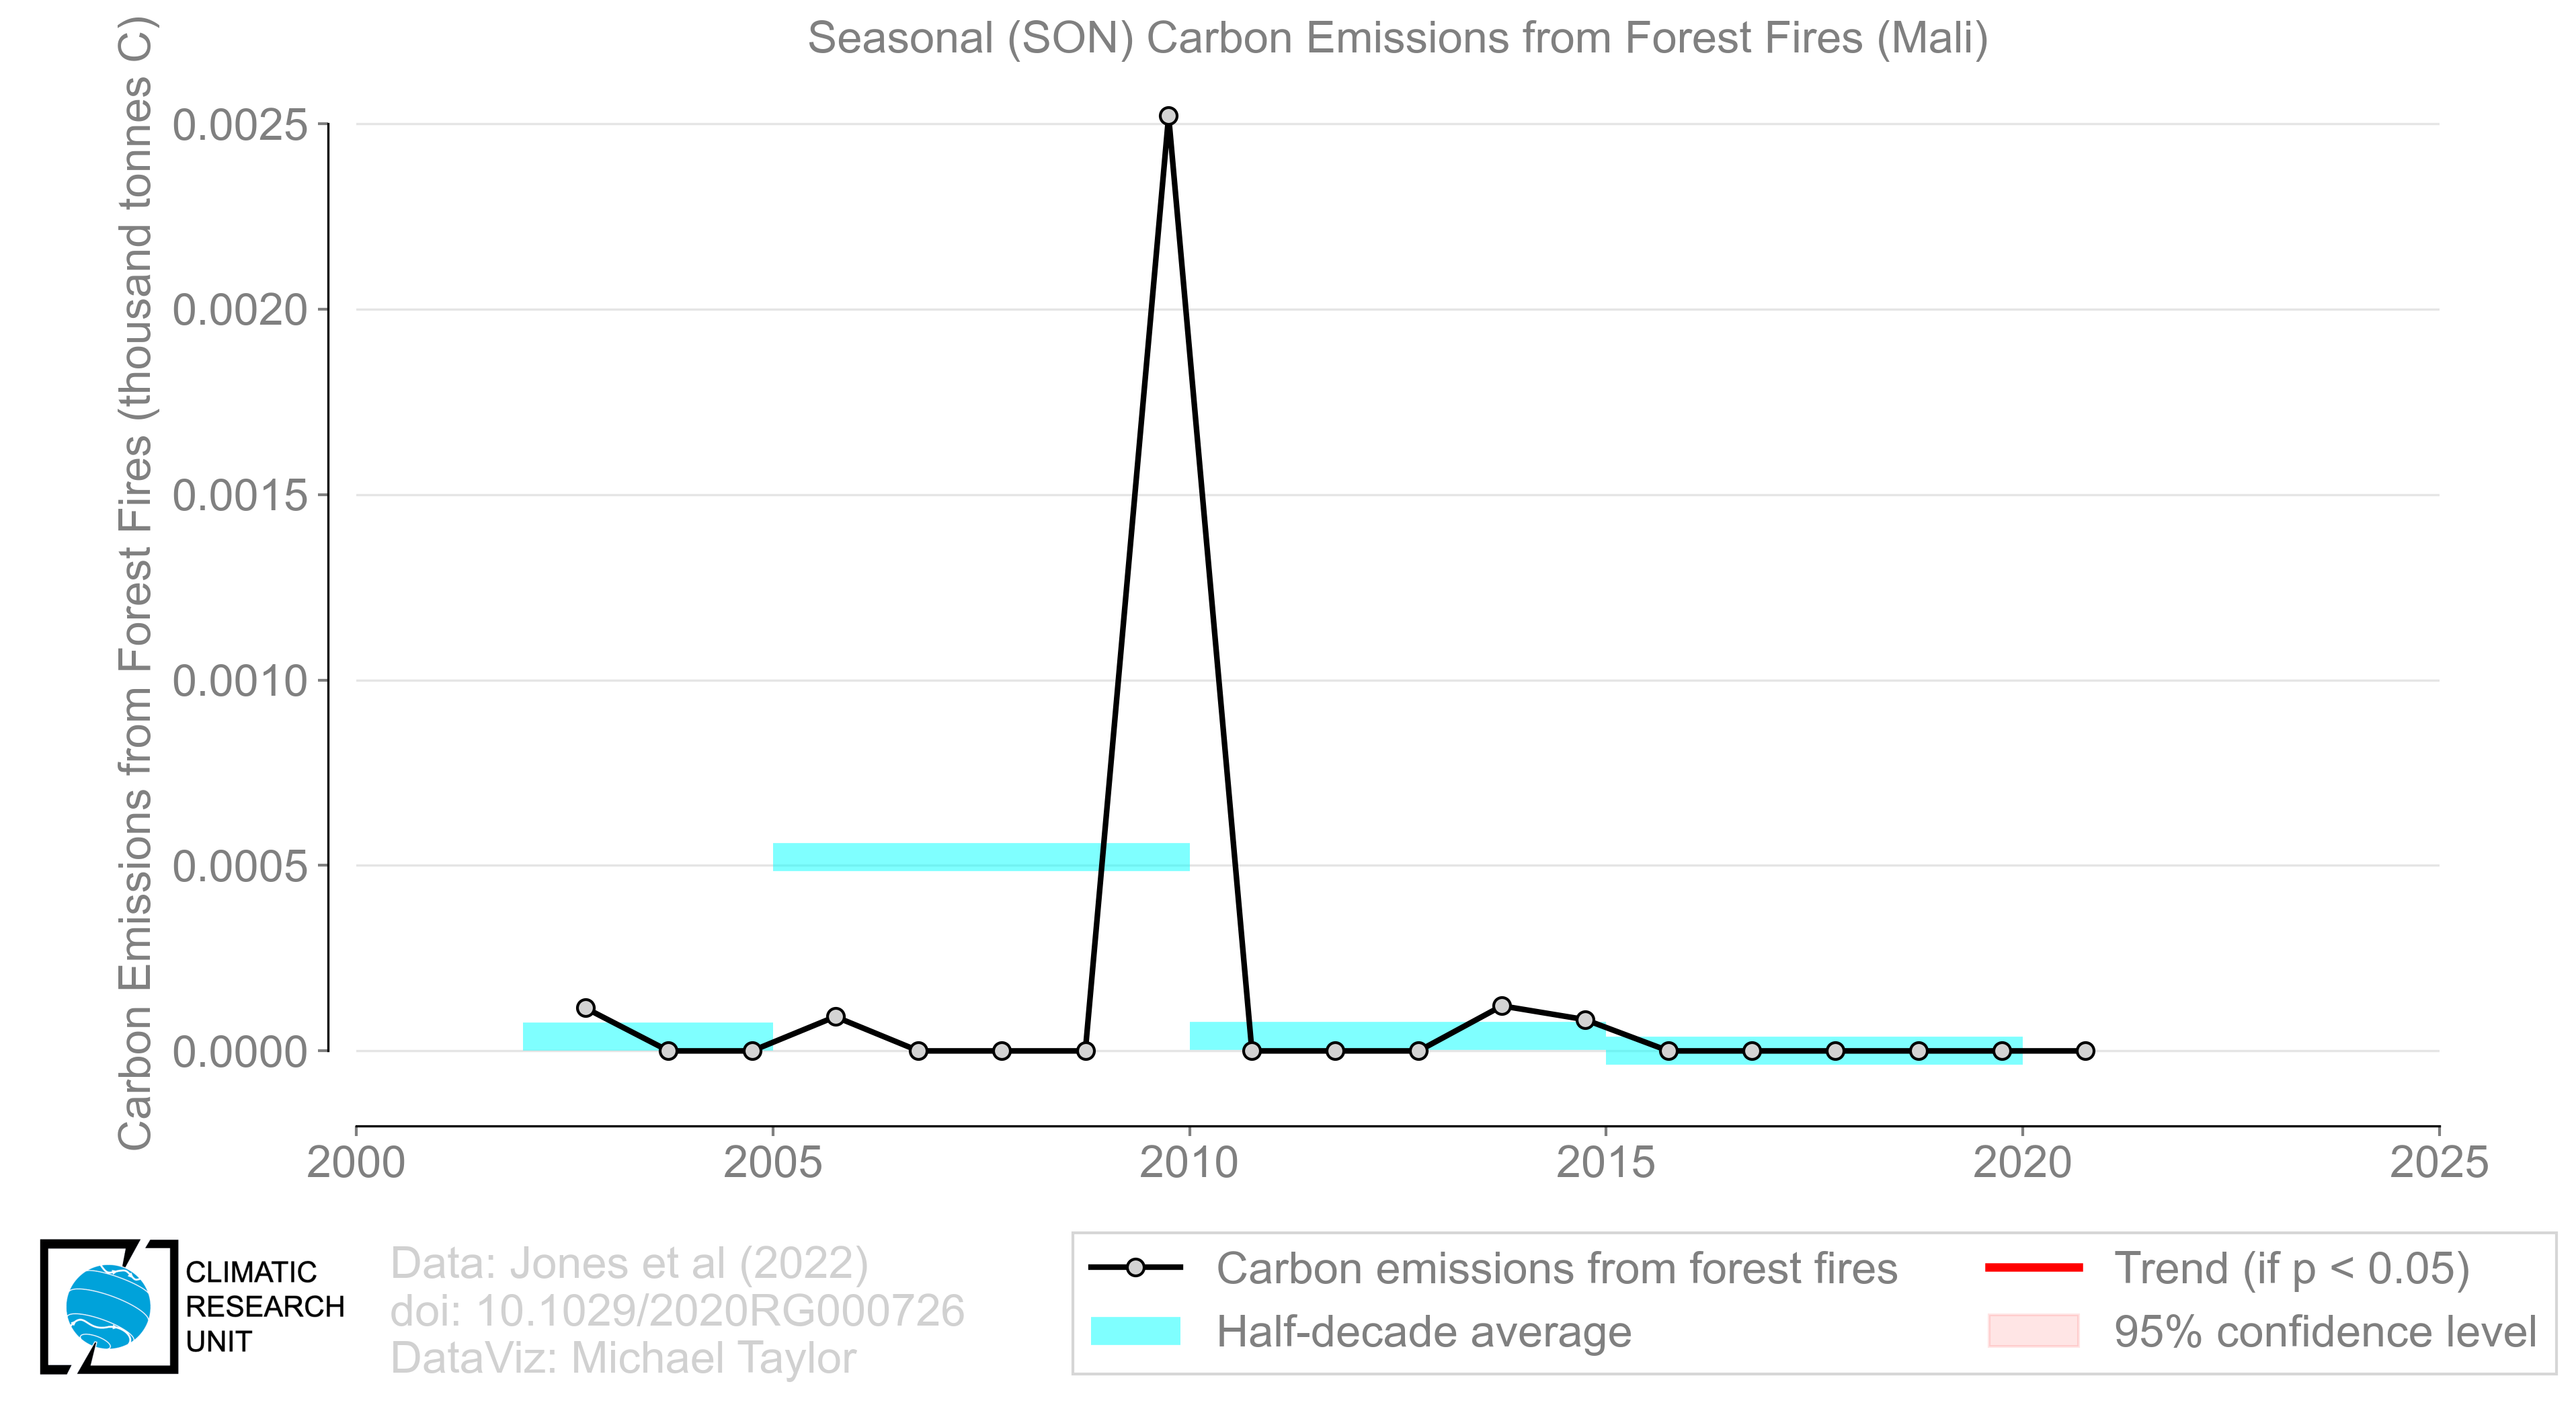 Seasonal (SON) Carbon Emissions from Forest Fires (Mali)
Carbon Emissions from Forest Fires (thousand tonnes C)
0.0025
0.0020
0.0015
0.0010
0.0005
0.0000
2000 2005 2010 2015 2020 2025
CLIMATIC
RESEARCH
UNIT
Data: Jones et al (2022)
doi: 10.1029/2020RG000726
DataViz: Michael Taylor
Carbon emissions from forest fires
Half-decade average
Trend (if p < 0.05)
95% confidence level